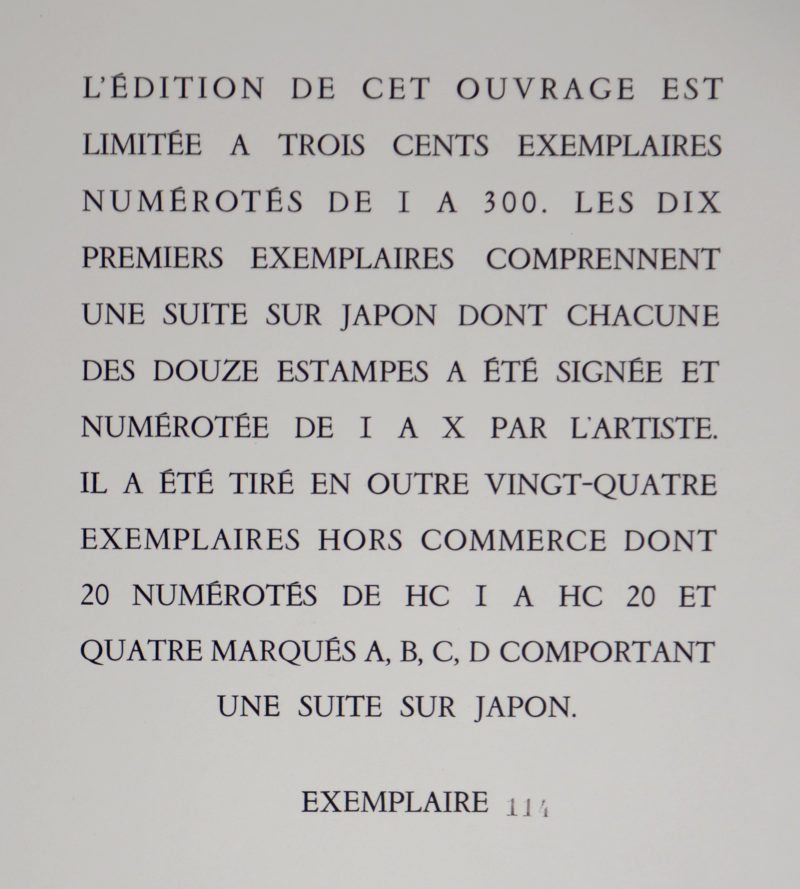 L'ÉDITION DE CET OUVRAGE EST
LIMITÉE A TROIS CENTS EXEMPLAIRES
NUMÉROTÉS DE I A 300. LES DIX
PREMIERS EXEMPLAIRES COMPRENNENT
UNE SUITE SUR JAPON DONT CHACUNE
DES DOUZE ESTAMPES A ÉTÉ SIGNÉE ET
NUMÉROTÉE DE I A X PAR L'ARTISTE.
IL A ÉTÉ TIRÉ EN OUTRE VINGT-QUATRE
EXEMPLAIRES HORS COMMERCE DONT
20 NUMÉROTÉS DE HC I A HC 20 ET
QUATRE MARQUÉS A, B, C, D COMPORTANT
UNE SUITE SUR JAPON.
EXEMPLAIRE 114